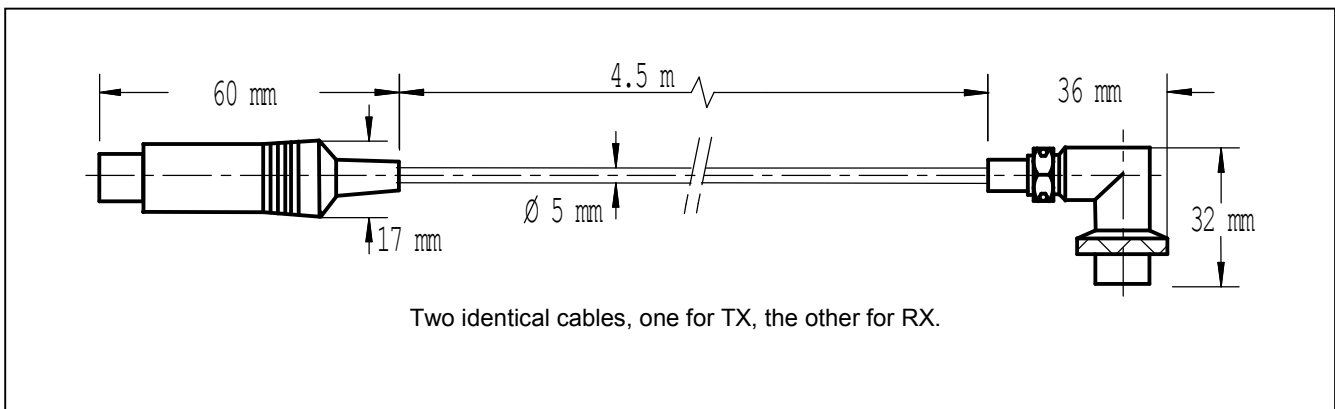 60 mm
4.5 m
36 mm
Ø 5 mm
17 mm
32 mm
Two identical cables, one for TX, the other for RX.